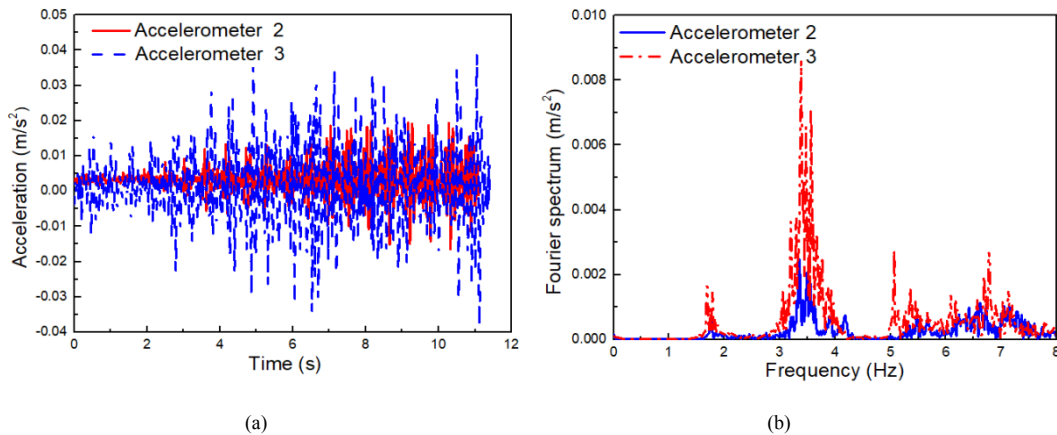 0.05
0.04
0.03
0.02
0.01
0.00
-0.01
-0.02
-0.03
-0.04
Acceleration (m/s²)
Accelerometer 2
Accelerometer 3
0 2 4 6 8 10 12
Time (s)
(a)
0.010
0.008
0.006
0.004
0.002
0.000
Fourier spectrum (m/s²)
Accelerometer 2
Accelerometer 3
0 1 2 3 4 5 6 7 8
Frequency (Hz)
(b)